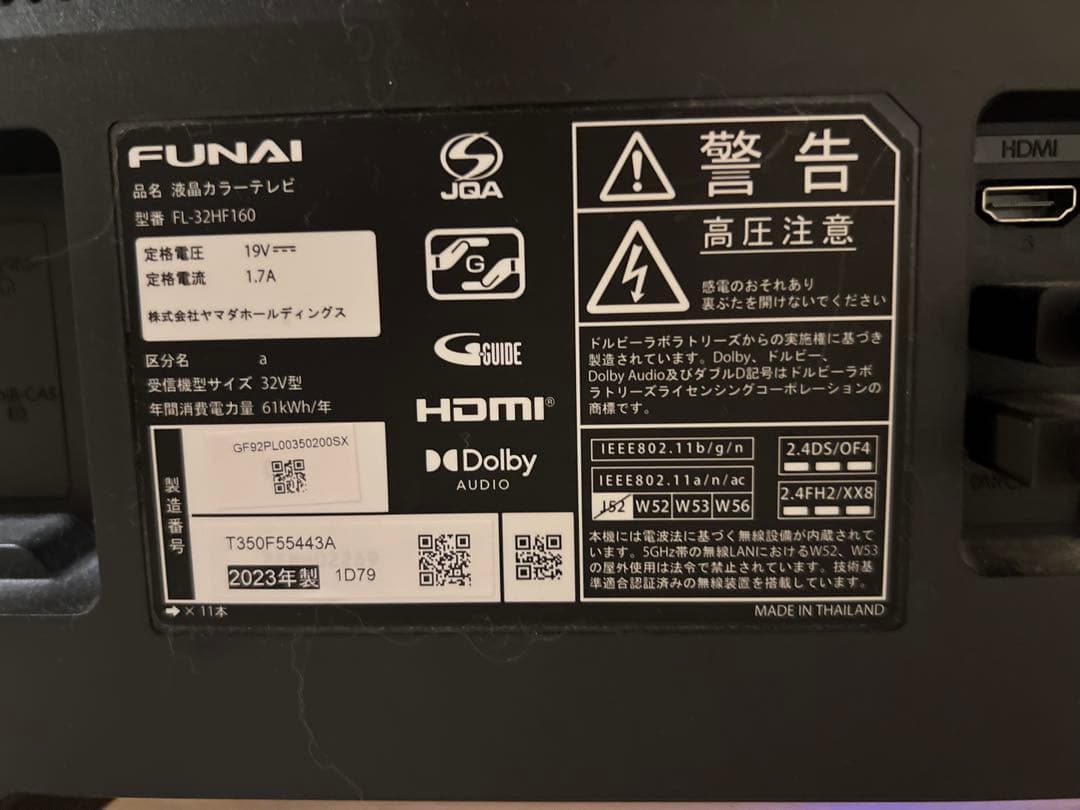 FUNAI
品名 液晶カラーテレビ
型番 FL-32HF160
定格電圧 19V
定格電流 1.7A
株式会社ヤマダホールディングス
区分名 a
受信機型サイズ 32V型
年間消費電力量 61kWh/年
製造番号
GF92PL00350200SX
T350F55443A
2023年製 1D79
➡ × 11本
JQA
G
G-GUIDE
HDMI®
Dolby
AUDIO
警告
高圧注意
感電のおそれあり
裏ぶたを開けないでください
ドルビーラボラトリーズからの実施権に基づき
製造されています。Dolby、ドルビー、
Dolby Audio及びダブルD記号はドルビーラボ
ラトリーズライセンシングコーポレーションの
商標です。
IEEE802.11b/g/n
IEEE802.11a/n/ac
J52 W52 W53 W56
2.4DS/OF4
2.4FH2/XX8
本機には電波法に基づく無線設備が内蔵されて
います。5GHz帯の無線LANにおけるW52、W53
の屋外使用は法令で禁止されています。技術基
準適合認証済みの無線装置を搭載しています。
MADE IN THAILAND
HDMI
3